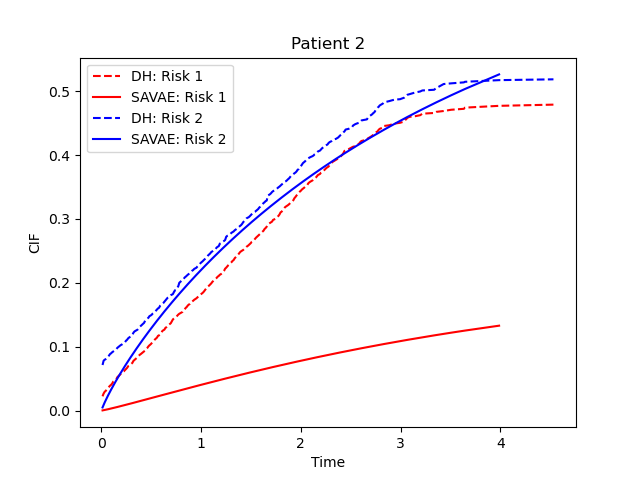 Patient 2
DH: Risk 1
SAVAE: Risk 1
DH: Risk 2
SAVAE: Risk 2
CIF
0.5
0.4
0.3
0.2
0.1
0.0
0 1 2 3 4
Time